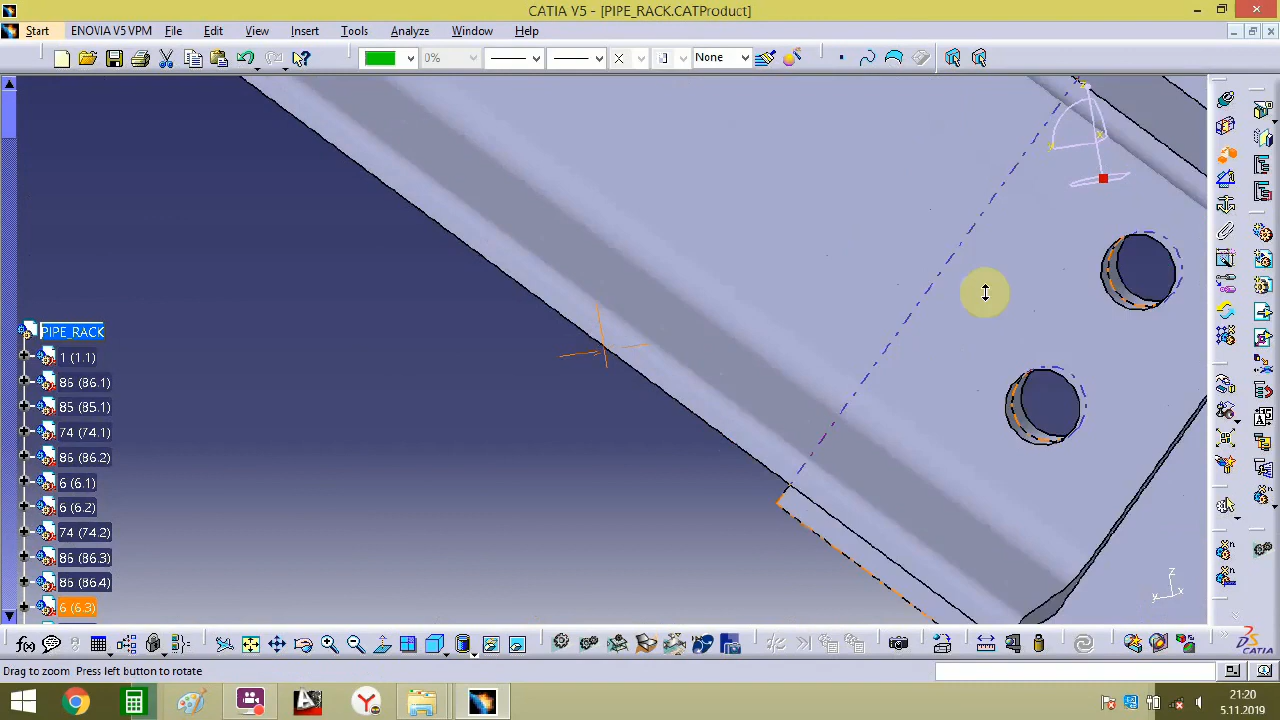 CATIA V5 - [PIPE_RACK.CATProduct]
Start ENOVIA V5 VPM File Edit View Insert Tools Analyze Window Help
0% None
z
x
PIPE_RACK
1 (1.1)
86 (86.1)
85 (85.1)
74 (74.1)
86 (86.2)
6 (6.1)
6 (6.2)
74 (74.2)
86 (86.3)
86 (86.4)
6 (6.3)
z
y x
CATIA
Drag to zoom Press left button to rotate
21:20
5.11.2019